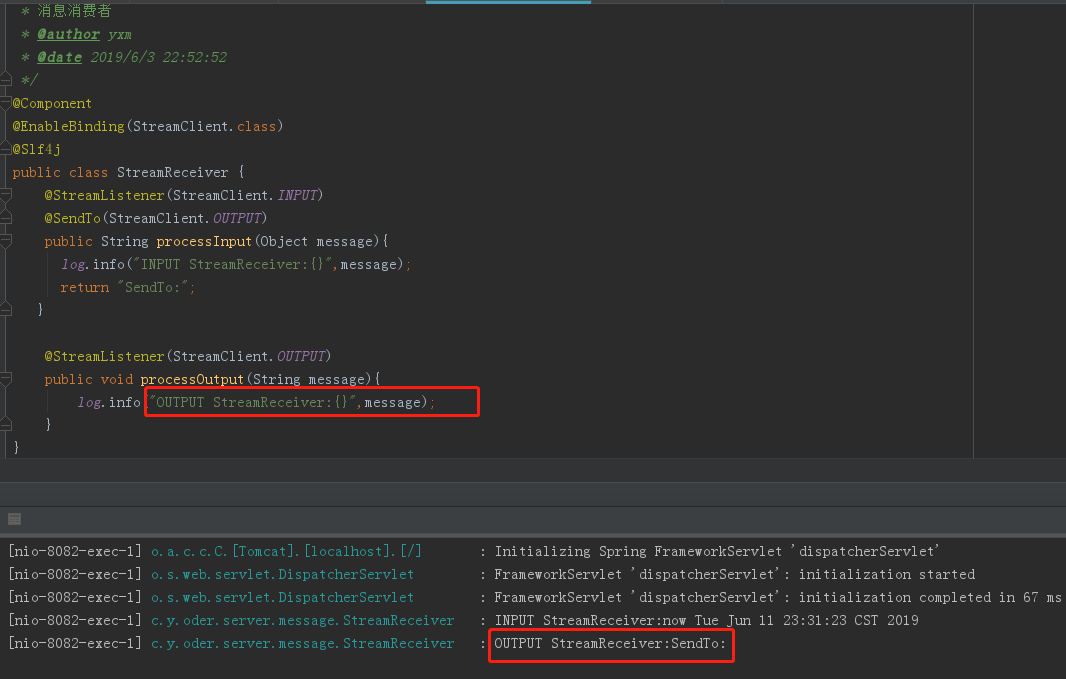 * 消息消费者
* @author yxm
* @date 2019/6/3 22:52:52
*/
@Component
@EnableBinding(StreamClient.class)
@Slf4j
public class StreamReceiver {
@StreamListener(StreamClient.INPUT)
@SendTo(StreamClient.OUTPUT)
public String processInput(Object message){
log.info("INPUT StreamReceiver:{}",message);
return "SendTo:";
}
@StreamListener(StreamClient.OUTPUT)
public void processOutput(String message){
log.info("OUTPUT StreamReceiver:{}",message);
}
}
[nio-8082-exec-1] o.a.c.c.C.[Tomcat].[localhost].[/] : Initializing Spring FrameworkServlet 'dispatcherServlet'
[nio-8082-exec-1] o.s.web.servlet.DispatcherServlet : FrameworkServlet 'dispatcherServlet': initialization started
[nio-8082-exec-1] o.s.web.servlet.DispatcherServlet : FrameworkServlet 'dispatcherServlet': initialization completed in 67 ms
[nio-8082-exec-1] c.y.oder.server.message.StreamReceiver : INPUT StreamReceiver:now Tue Jun 11 23:31:23 CST 2019
[nio-8082-exec-1] c.y.oder.server.message.StreamReceiver : OUTPUT StreamReceiver:SendTo: